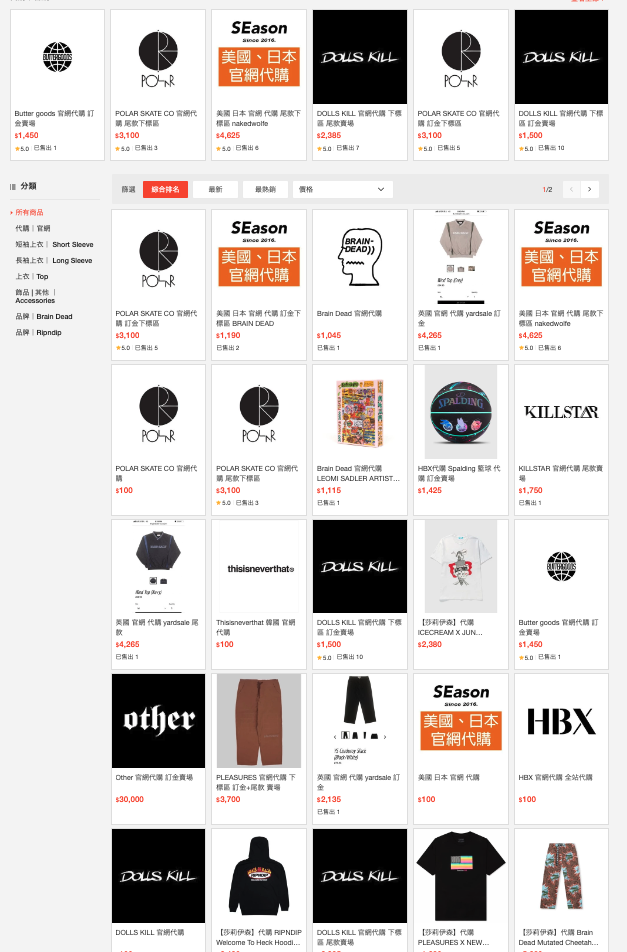 BUTTERGOODS
POLAR
SEason
Since 2016.
美國、日本
官網代購
DOLLS KILL
POLAR
DOLLS KILL
Butter goods 官網代購 訂
金賣場
$1,450
5.0 已售出 1
POLAR SKATE CO 官網代
購 尾款下標區
$3,100
5.0 已售出 3
美國 日本 官網 代購 尾款下
標區 nakedwolfe
$4,625
5.0 已售出 6
DOLLS KILL 官網代購 下標
區 尾款賣場
$2,385
5.0 已售出 7
POLAR SKATE CO 官網代
購 訂金下標區
$3,100
5.0 已售出 5
DOLLS KILL 官網代購 下標
區 訂金賣場
$1,500
5.0 已售出 10
分類
所有商品
代購｜官網
短袖上衣｜ Short Sleeve
長袖上衣｜ Long Sleeve
上衣｜Top
飾品 | 其他 ｜
Accessories
品牌｜Brain Dead
品牌｜Ripndip
篩選
綜合排名
最新
最熱銷
價格
1/2
POLAR
SEason
Since 2016.
美國、日本
官網代購
BRAIN-
DEAD))
SEason
Since 2016.
美國、日本
官網代購
POLAR SKATE CO 官網代
購 訂金下標區
$3,100
5.0 已售出 5
美國 日本 官網 代購 訂金下
標區 BRAIN DEAD
$1,190
已售出 2
Brain Dead 官網代購
$1,045
已售出 1
英國 官網 代購 yardsale 訂
金
$4,265
已售出 1
美國 日本 官網 代購 尾款下
標區 nakedwolfe
$4,625
5.0 已售出 6
POLAR
POLAR
SPALDING
KILLSTAR
POLAR SKATE CO 官網代
購
$100
POLAR SKATE CO 官網代
購 尾款下標區
$3,100
5.0 已售出 3
Brain Dead 官網代購
LEOMI SADLER ARTIST...
$1,115
已售出 1
HBX代購 Spalding 籃球 代
購 訂金賣場
$1,425
KILLSTAR 官網代購 尾款賣
場
$1,750
已售出 1
thisisneverthat®
DOLLS KILL
BUTTERGOODS
英國 官網 代購 yardsale 尾
款
$4,265
已售出 1
Thisisneverthat 韓國 官網
代購
$100
DOLLS KILL 官網代購 下標
區 訂金賣場
$1,500
5.0 已售出 10
【莎莉伊森】代購
ICECREAM X JUN...
$2,380
Butter goods 官網代購 訂
金賣場
$1,450
5.0 已售出 1
other
SEason
Since 2016.
美國、日本
官網代購
HBX
Other 官網代購 訂金賣場
$30,000
PLEASURES 官網代購 下
標區 訂金+尾款 賣場
$3,700
英國 官網 代購 yardsale 訂
金
$2,135
已售出 1
美國 日本 官網 代購
$100
HBX 官網代購 全站代購
$100
DOLLS KILL
RIPNDIP
DOLLS KILL
DOLLS KILL 官網代購
【莎莉伊森】代購 RIPNDIP
Welcome To Heck Hoodi...
DOLLS KILL 官網代購 下標
區 尾款賣場
【莎莉伊森】代購
PLEASURES X NEW...
【莎莉伊森】代購 Brain
Dead Mutated Cheetah...